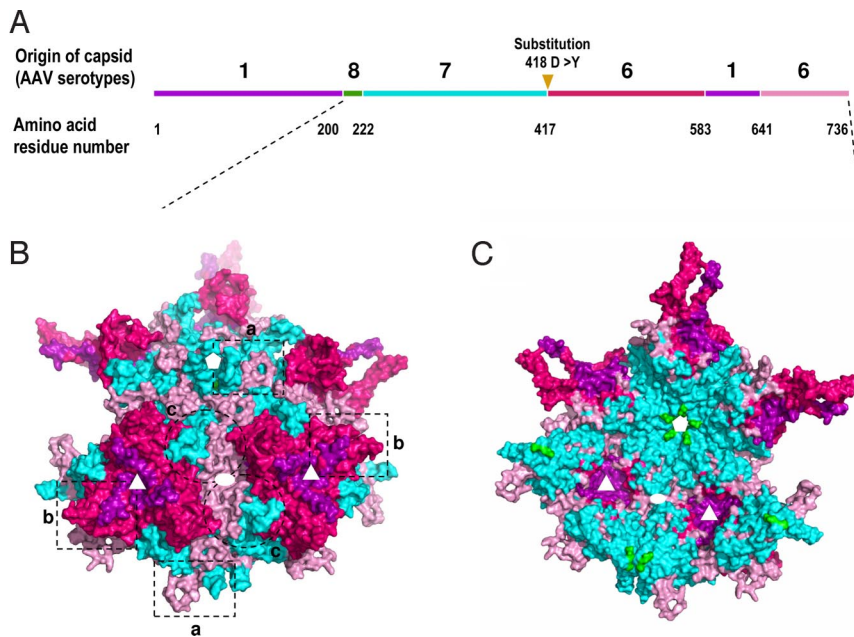 A
Origin of capsid
(AAV serotypes)
Substitution
418 D >Y
1 8 7 6 1 6
Amino acid
residue number
1 200 222 417 583 641 736
B
a
c
b
b
c
a
C